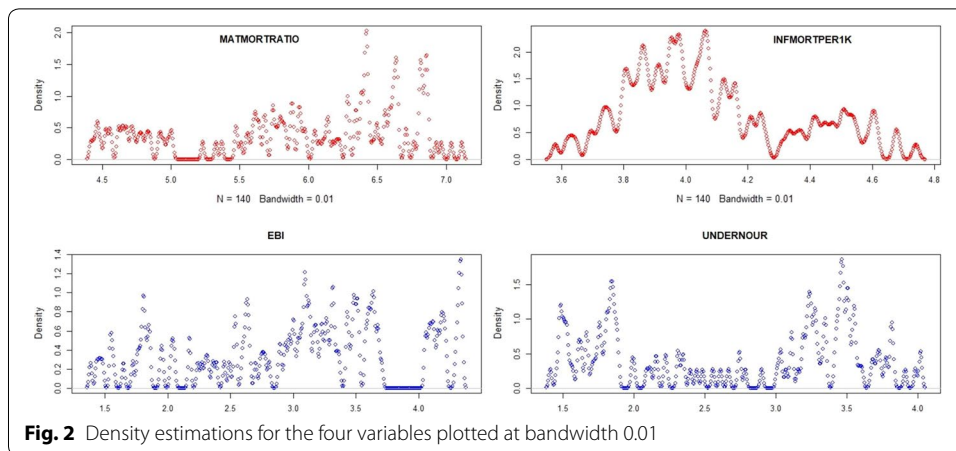 MATMORTRATIO
Density
0.0 0.5 1.0 1.5 2.0
4.5 5.0 5.5 6.0 6.5 7.0
N = 140 Bandwidth = 0.01
INFMORTPER1K
Density
0.0 0.5 1.0 1.5 2.0
3.6 3.8 4.0 4.2 4.4 4.6 4.8
N = 140 Bandwidth = 0.01
EBI
Density
0.0 0.2 0.4 0.6 0.8 1.0 1.2 1.4
1.5 2.0 2.5 3.0 3.5 4.0
UNDERNOUR
Density
0.0 0.5 1.0 1.5
1.5 2.0 2.5 3.0 3.5 4.0
Fig. 2 Density estimations for the four variables plotted at bandwidth 0.01